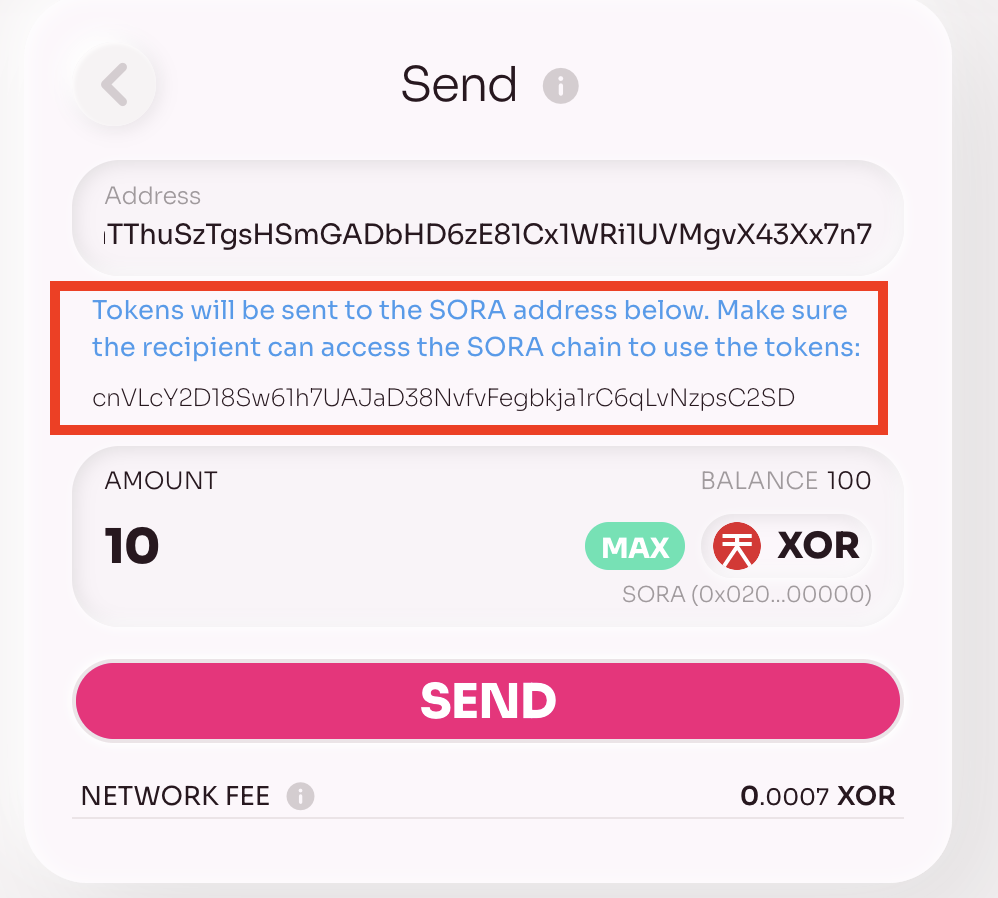 Send
Address
TThuSzTgsHSmGADbHD6zE81Cx1WRi1UVMgvX43Xx7n7
Tokens will be sent to the SORA address below. Make sure
the recipient can access the SORA chain to use the tokens:
cnVLcY2D18Sw61h7UAJaD38NvfvFegbkja1rC6qLvNzpsC2SD
AMOUNT
BALANCE 100
10
MAX
XOR
SORA (0x020...00000)
SEND
NETWORK FEE
0.0007 XOR